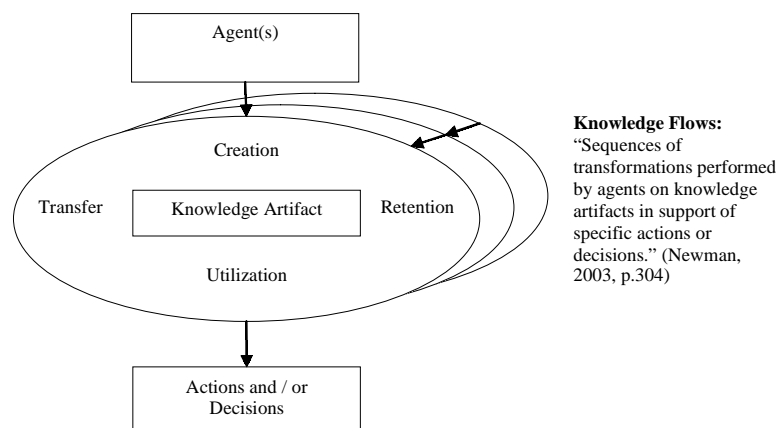 Agent(s)
Creation
Transfer
Knowledge Artifact
Retention
Utilization
Actions and / or
Decisions
Knowledge Flows:
“Sequences of
transformations performed
by agents on knowledge
artifacts in support of
specific actions or
decisions.” (Newman,
2003, p.304)